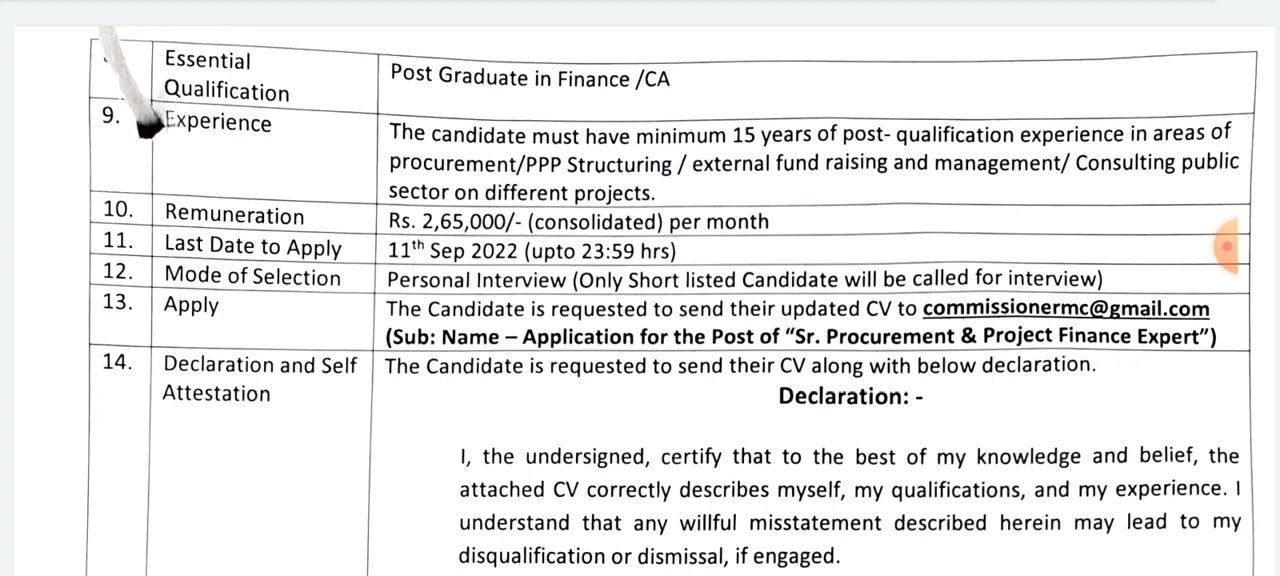 Essential
Qualification
Post Graduate in Finance /CA
9.
Experience
The candidate must have minimum 15 years of post- qualification experience in areas of
procurement/PPP Structuring / external fund raising and management/ Consulting public
sector on different projects.
10.
Remuneration
Rs. 2,65,000/- (consolidated) per month
11.
Last Date to Apply
11th Sep 2022 (upto 23:59 hrs)
12.
Mode of Selection
Personal Interview (Only Short listed Candidate will be called for interview)
13.
Apply
The Candidate is requested to send their updated CV to commissionermc@gmail.com
(Sub: Name – Application for the Post of “Sr. Procurement & Project Finance Expert”)
14.
Declaration and Self
Attestation
The Candidate is requested to send their CV along with below declaration.
Declaration: -
I, the undersigned, certify that to the best of my knowledge and belief, the
attached CV correctly describes myself, my qualifications, and my experience. I
understand that any willful misstatement described herein may lead to my
disqualification or dismissal, if engaged.